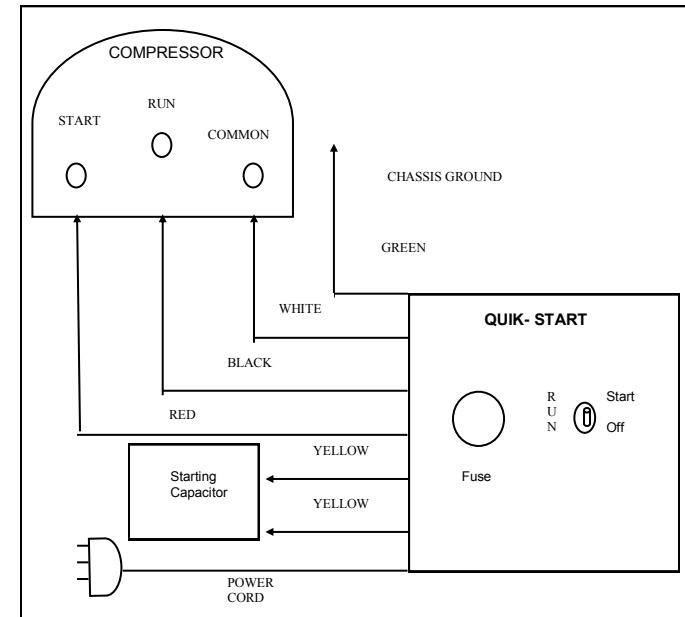 COMPRESSOR
RUN
START
COMMON
CHASSIS GROUND
GREEN
WHITE
QUIK- START
BLACK
R
U
N
Start
Off
RED
YELLOW
Fuse
Starting
Capacitor
YELLOW
POWER
CORD